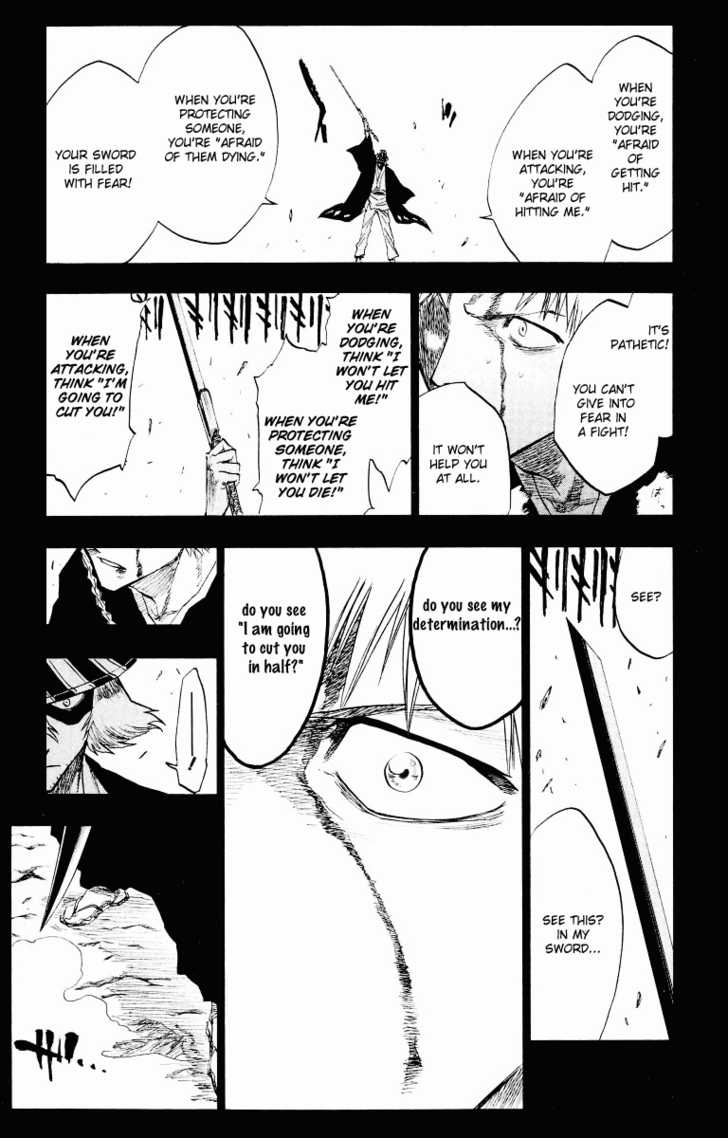 WHEN
YOU'RE
DODGING,
YOU'RE
"AFRAID
OF
GETTING
HIT."
WHEN YOU'RE
ATTACKING,
YOU'RE
"AFRAID OF
HITTING ME."
WHEN YOU'RE
PROTECTING
SOMEONE,
YOU'RE "AFRAID
OF THEM DYING."
YOUR SWORD
IS FILLED
WITH FEAR!
IT'S
PATHETIC!
YOU CAN'T
GIVE INTO
FEAR IN
A FIGHT!
IT WON'T
HELP YOU
AT ALL.
WHEN
YOU'RE
DODGING,
THINK "I
WON'T LET
YOU HIT
ME!"
WHEN YOU'RE
PROTECTING
SOMEONE,
THINK "I
WON'T LET
YOU DIE!"
WHEN
YOU'RE
ATTACKING,
THINK "I'M
GOING TO
CUT YOU!"
SEE?
SEE THIS?
IN MY
SWORD...
do you see my
determination...?
do you see
"I am going
to cut you
in half?"